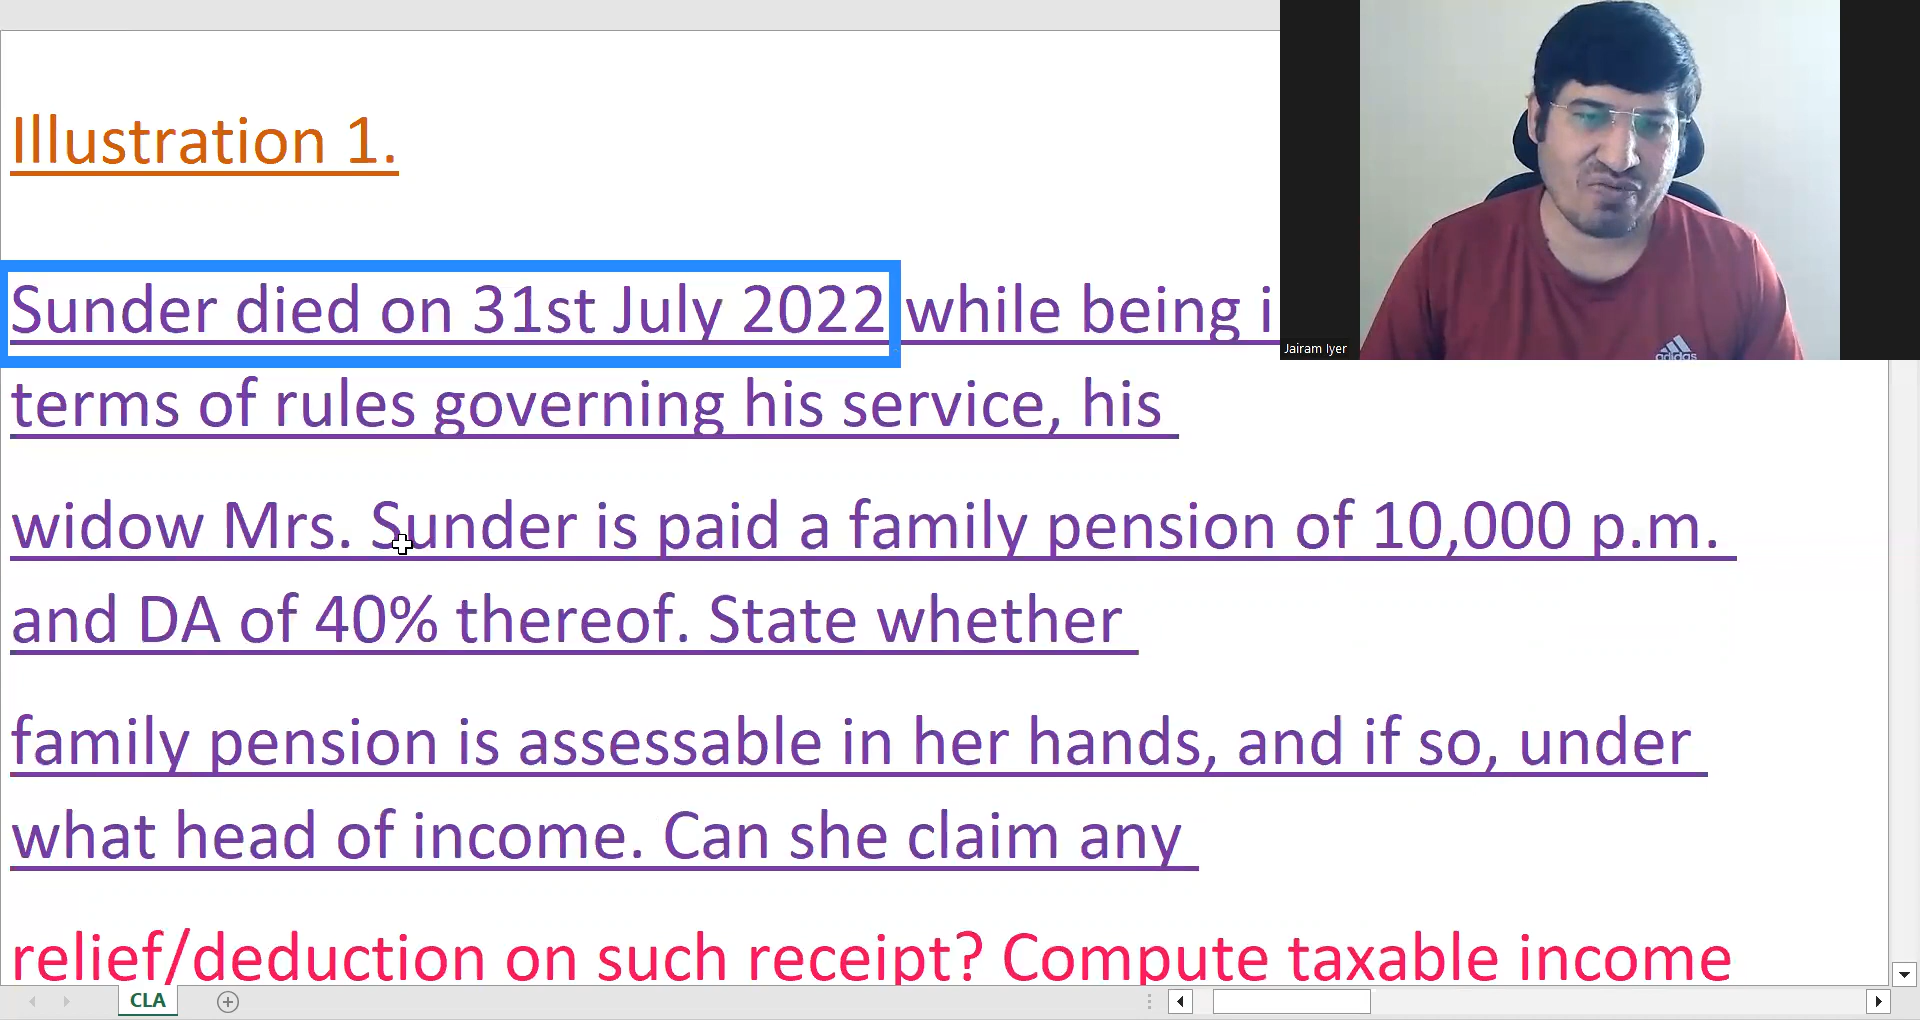 Illustration 1.
Sunder died on 31st July 2022 while being i
Jairam Iyer
adidas
terms of rules governing his service, his
widow Mrs. Sunder is paid a family pension of 10,000 p.m.
and DA of 40% thereof. State whether
family pension is assessable in her hands, and if so, under
what head of income. Can she claim any
relief/deduction on such receipt? Compute taxable income
CLA